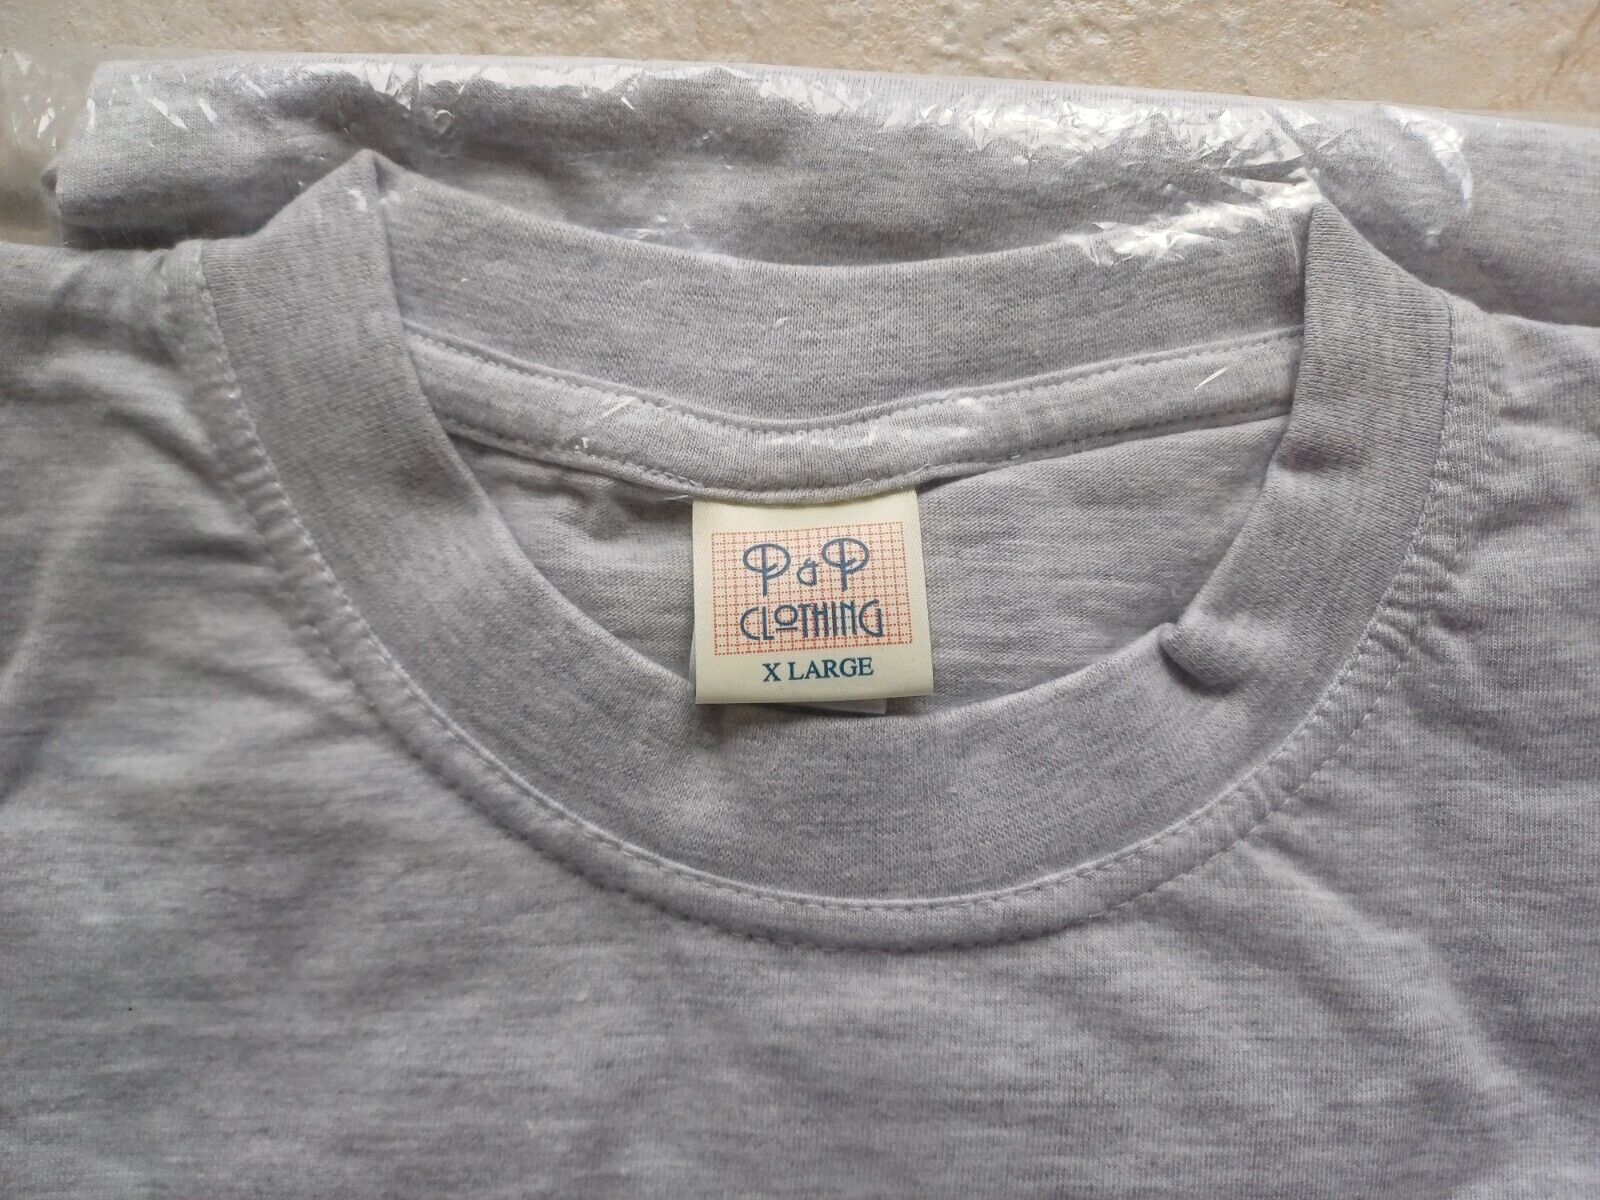 P & P
CLOTHING
X LARGE